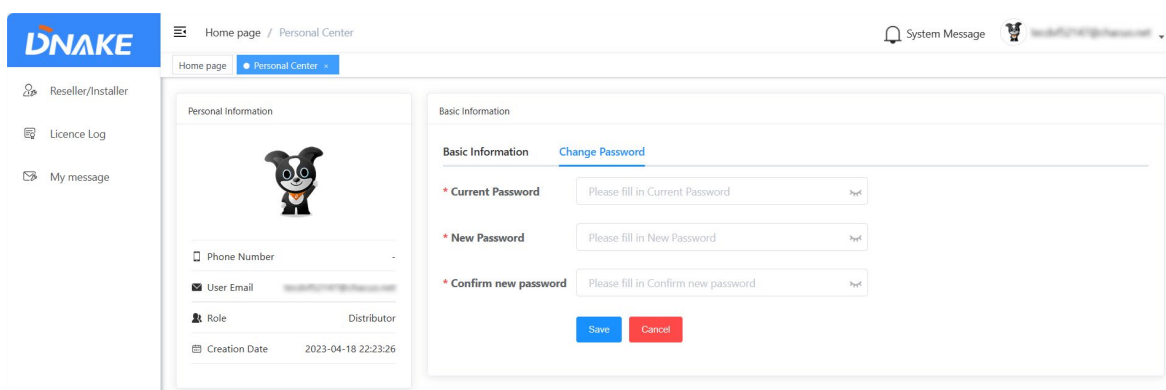 DNAKE
Home page / Personal Center
System Message
Home page
Personal Center ×
Reseller/Installer
Licence Log
My message
Personal Information
Phone Number -
User Email
Role Distributor
Creation Date 2023-04-18 22:23:26
Basic Information
Basic Information Change Password
* Current Password Please fill in Current Password
* New Password Please fill in New Password
* Confirm new password Please fill in Confirm new password
Save Cancel